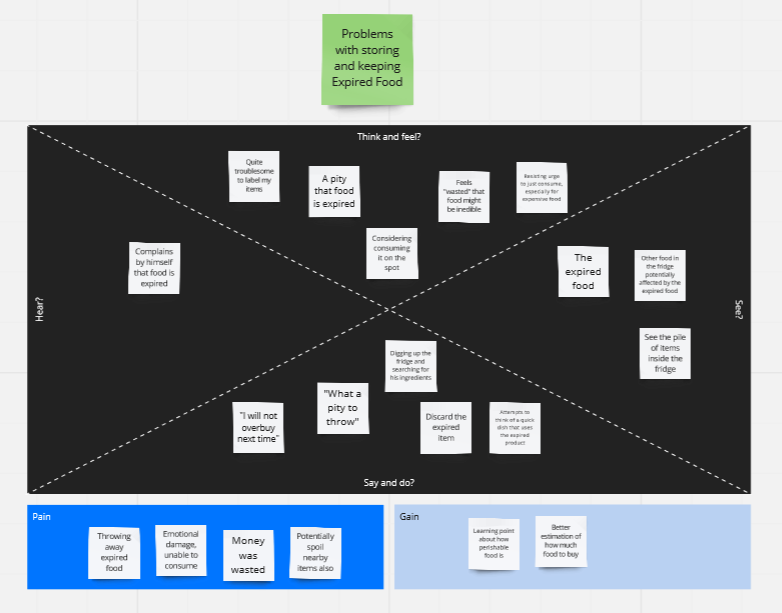 Problems
with storing
and keeping
Expired Food
Think and feel?
Quite
troublesome
to label my
items
A pity
that food
is expired
Feels
"wasted" that
food might
be inedible
Resisting urge
to just consume,
especially for
expensive food
Considering
consuming
it on the
spot
Hear?
Complains
by himself
that food is
expired
See?
The
expired
food
Other food in
the fridge
potentially
affected by the
expired food
See the pile
of items
inside the
fridge
Digging up the
fridge and
searching for
his ingredients
"What a
pity to
throw"
"I will not
overbuy
next time"
Discard the
expired
item
Attempts to
think of a quick
dish that uses
the expired
product
Say and do?
Pain
Throwing
away
expired
food
Emotional
damage,
unable to
consume
Money
was
wasted
Potentially
spoil
nearby
items also
Gain
Learning point
about how
perishable
food is
Better
estimation of
how much
food to buy